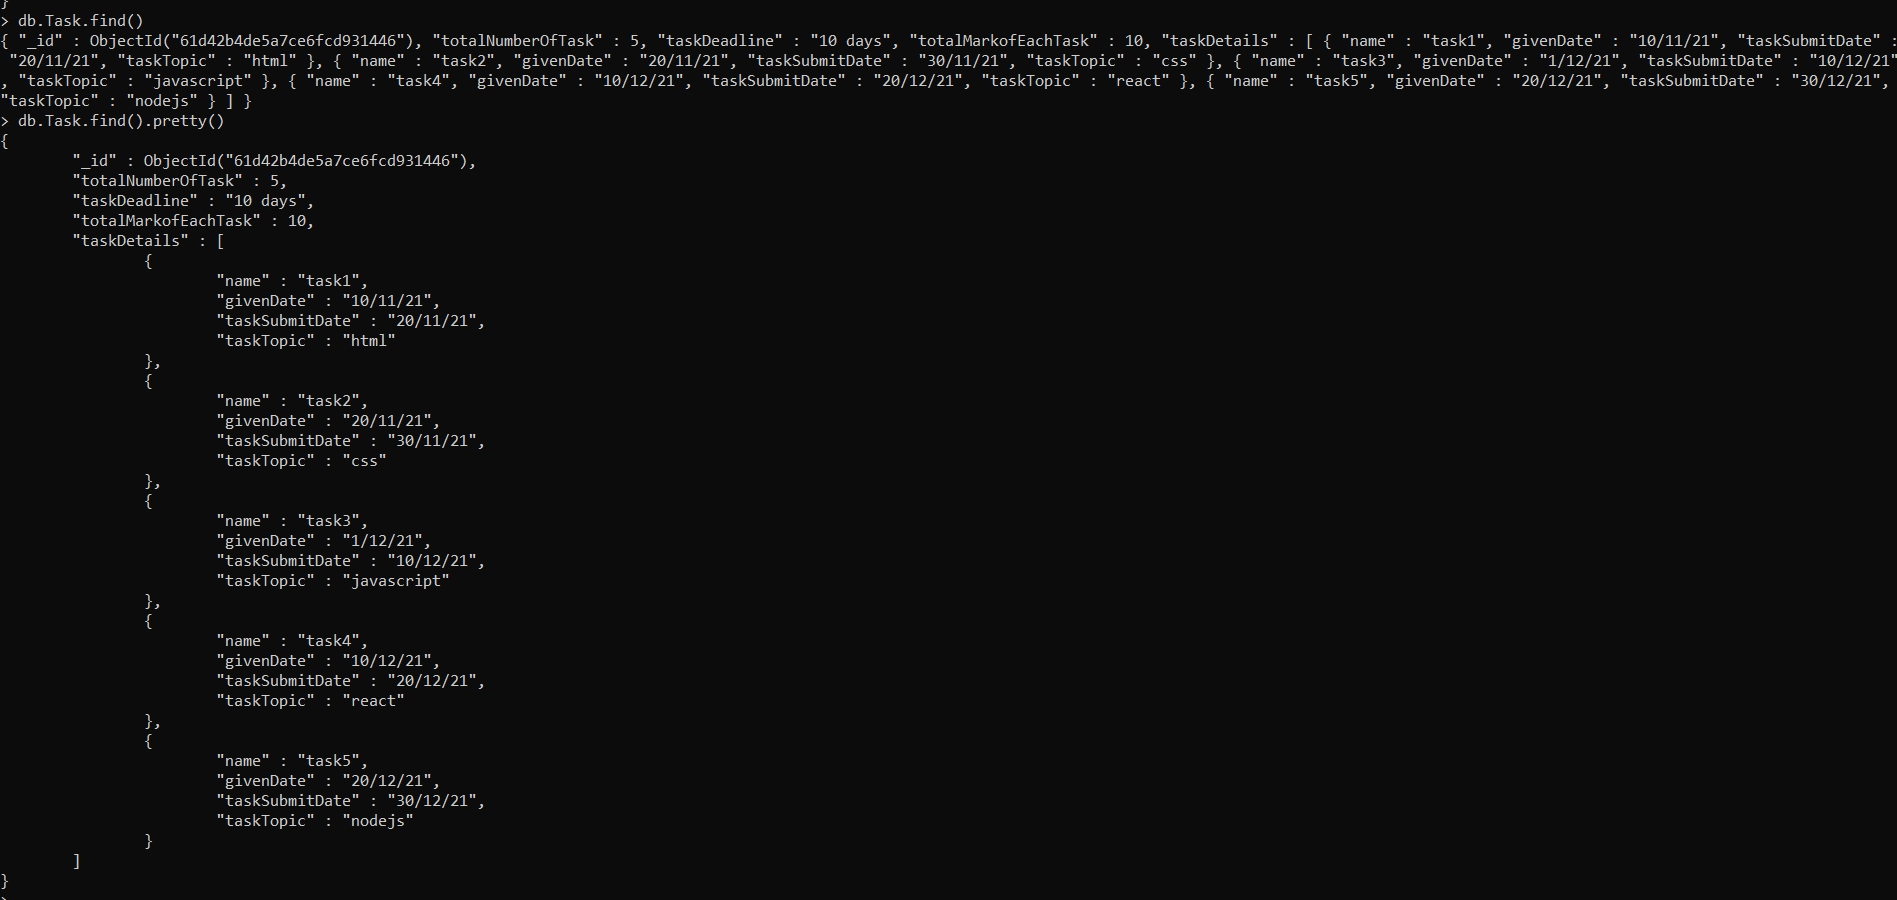 }
> db.Task.find()
{ "_id" : ObjectId("61d42b4de5a7ce6fcd931446"), "totalNumberOfTask" : 5, "taskDeadline" : "10 days", "totalMarkofEachTask" : 10, "taskDetails" : [ { "name" : "task1", "givenDate" : "10/11/21", "taskSubmitDate" :
"20/11/21", "taskTopic" : "html" }, { "name" : "task2", "givenDate" : "20/11/21", "taskSubmitDate" : "30/11/21", "taskTopic" : "css" }, { "name" : "task3", "givenDate" : "1/12/21", "taskSubmitDate" : "10/12/21"
, "taskTopic" : "javascript" }, { "name" : "task4", "givenDate" : "10/12/21", "taskSubmitDate" : "20/12/21", "taskTopic" : "react" }, { "name" : "task5", "givenDate" : "20/12/21", "taskSubmitDate" : "30/12/21",
"taskTopic" : "nodejs" } ] }
> db.Task.find().pretty()
{
"_id" : ObjectId("61d42b4de5a7ce6fcd931446"),
"totalNumberOfTask" : 5,
"taskDeadline" : "10 days",
"totalMarkofEachTask" : 10,
"taskDetails" : [
{
"name" : "task1",
"givenDate" : "10/11/21",
"taskSubmitDate" : "20/11/21",
"taskTopic" : "html"
},
{
"name" : "task2",
"givenDate" : "20/11/21",
"taskSubmitDate" : "30/11/21",
"taskTopic" : "css"
},
{
"name" : "task3",
"givenDate" : "1/12/21",
"taskSubmitDate" : "10/12/21",
"taskTopic" : "javascript"
},
{
"name" : "task4",
"givenDate" : "10/12/21",
"taskSubmitDate" : "20/12/21",
"taskTopic" : "react"
},
{
"name" : "task5",
"givenDate" : "20/12/21",
"taskSubmitDate" : "30/12/21",
"taskTopic" : "nodejs"
}
]
}